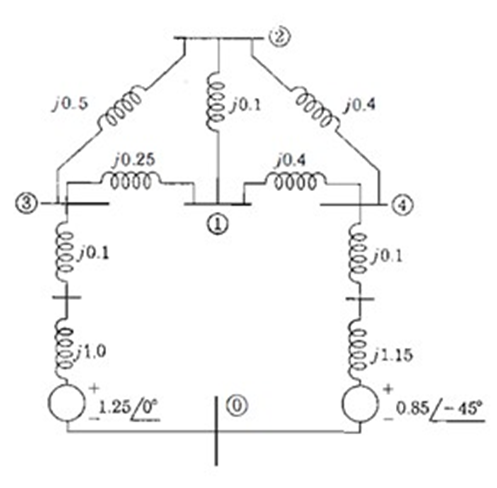 ②
j0.5
j0.1
j0.4
j0.25
j0.4
③
①
④
j0.1
j0.1
j1.0
j1.15
+
1.25/0°
−
⓪
+
0.85/−45°
−